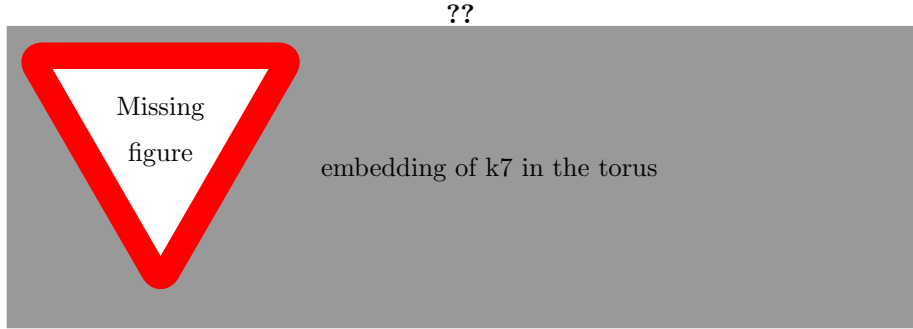 ??
Missing
figure
embedding of k7 in the torus